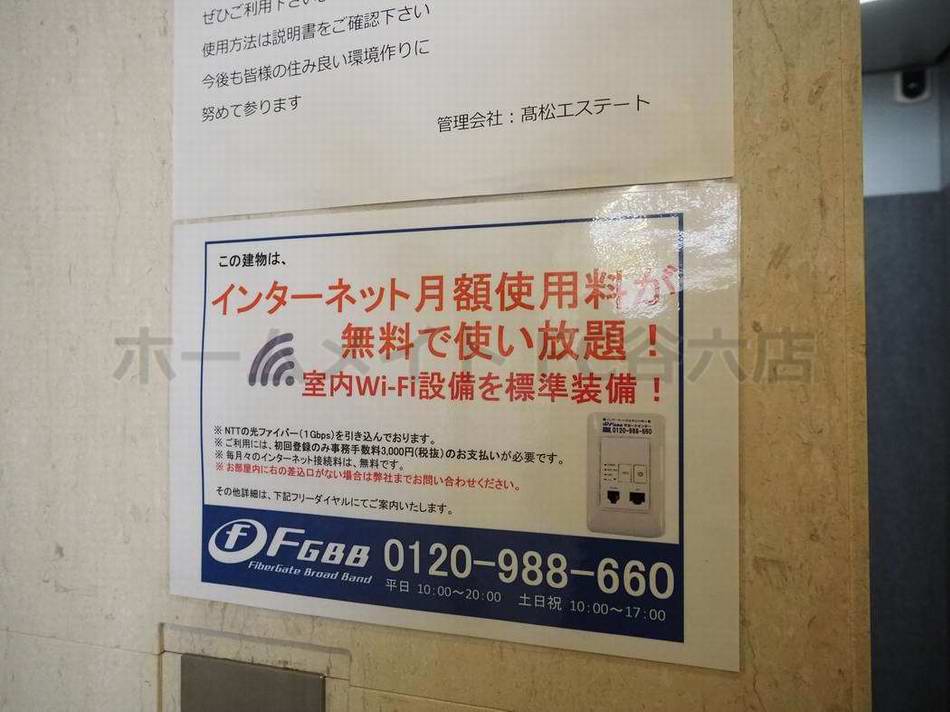 ぜひご利用下さい
使用方法は説明書をご確認下さい
今後も皆様の住み良い環境作りに
努めて参ります
管理会社：髙松エステート
この建物は、
インターネット月額使用料が
無料で使い放題！
室内Wi-Fi設備を標準装備！
※ NTTの光ファイバー（1Gbps）を引き込んでおります。
※ ご利用には、初回登録のみ事務手数料3,000円(税抜)のお支払いが必要です。
※ 毎月々のインターネット接続料は、無料です。
※ お部屋内に右の差込口がない場合は弊社までお問い合わせください。
その他詳細は、下記フリーダイヤルにてご案内いたします。
0120-988-660
FGBB 0120-988-660
FiberGate Broad Band
平日 10:00～20:00 土日祝 10:00～17:00
谷六店